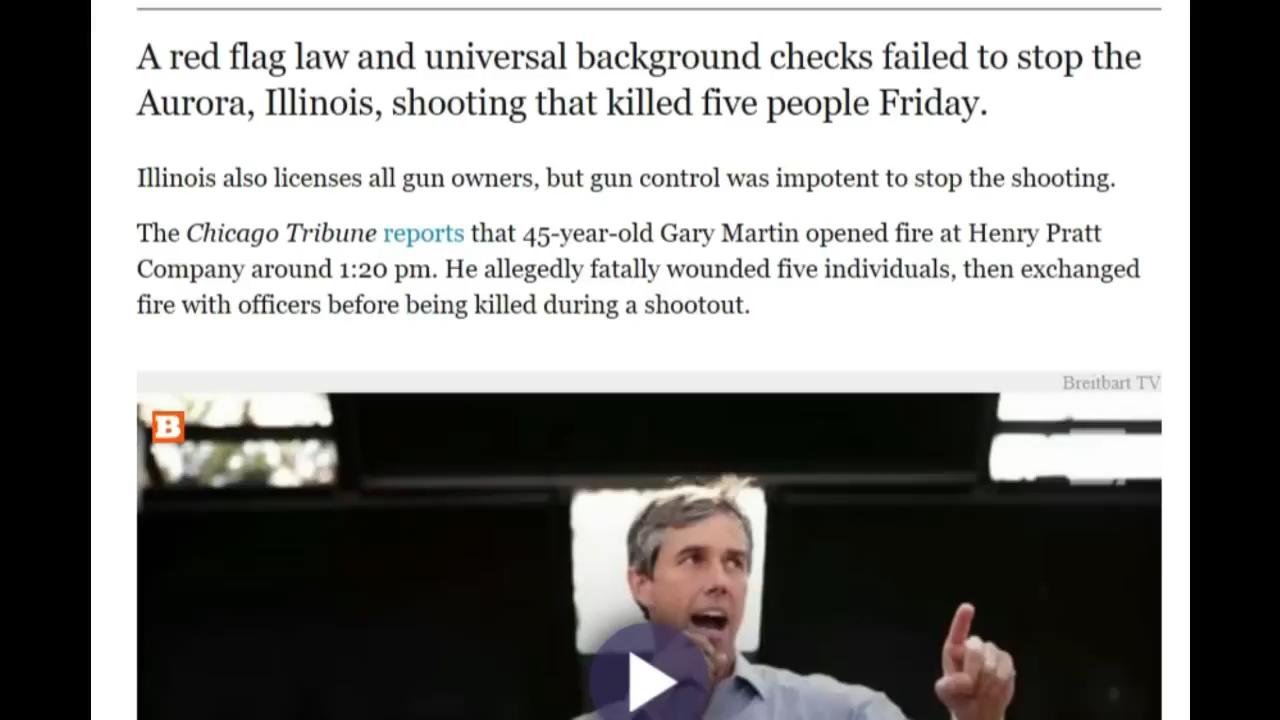 A red flag law and universal background checks failed to stop the
Aurora, Illinois, shooting that killed five people Friday.
Illinois also licenses all gun owners, but gun control was impotent to stop the shooting.
The Chicago Tribune reports that 45-year-old Gary Martin opened fire at Henry Pratt
Company around 1:20 pm. He allegedly fatally wounded five individuals, then exchanged
fire with officers before being killed during a shootout.
Breitbart TV
B